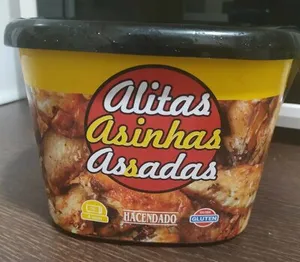 Alitas
Asinhas
Assadas
HACENDADO
GLUTEN